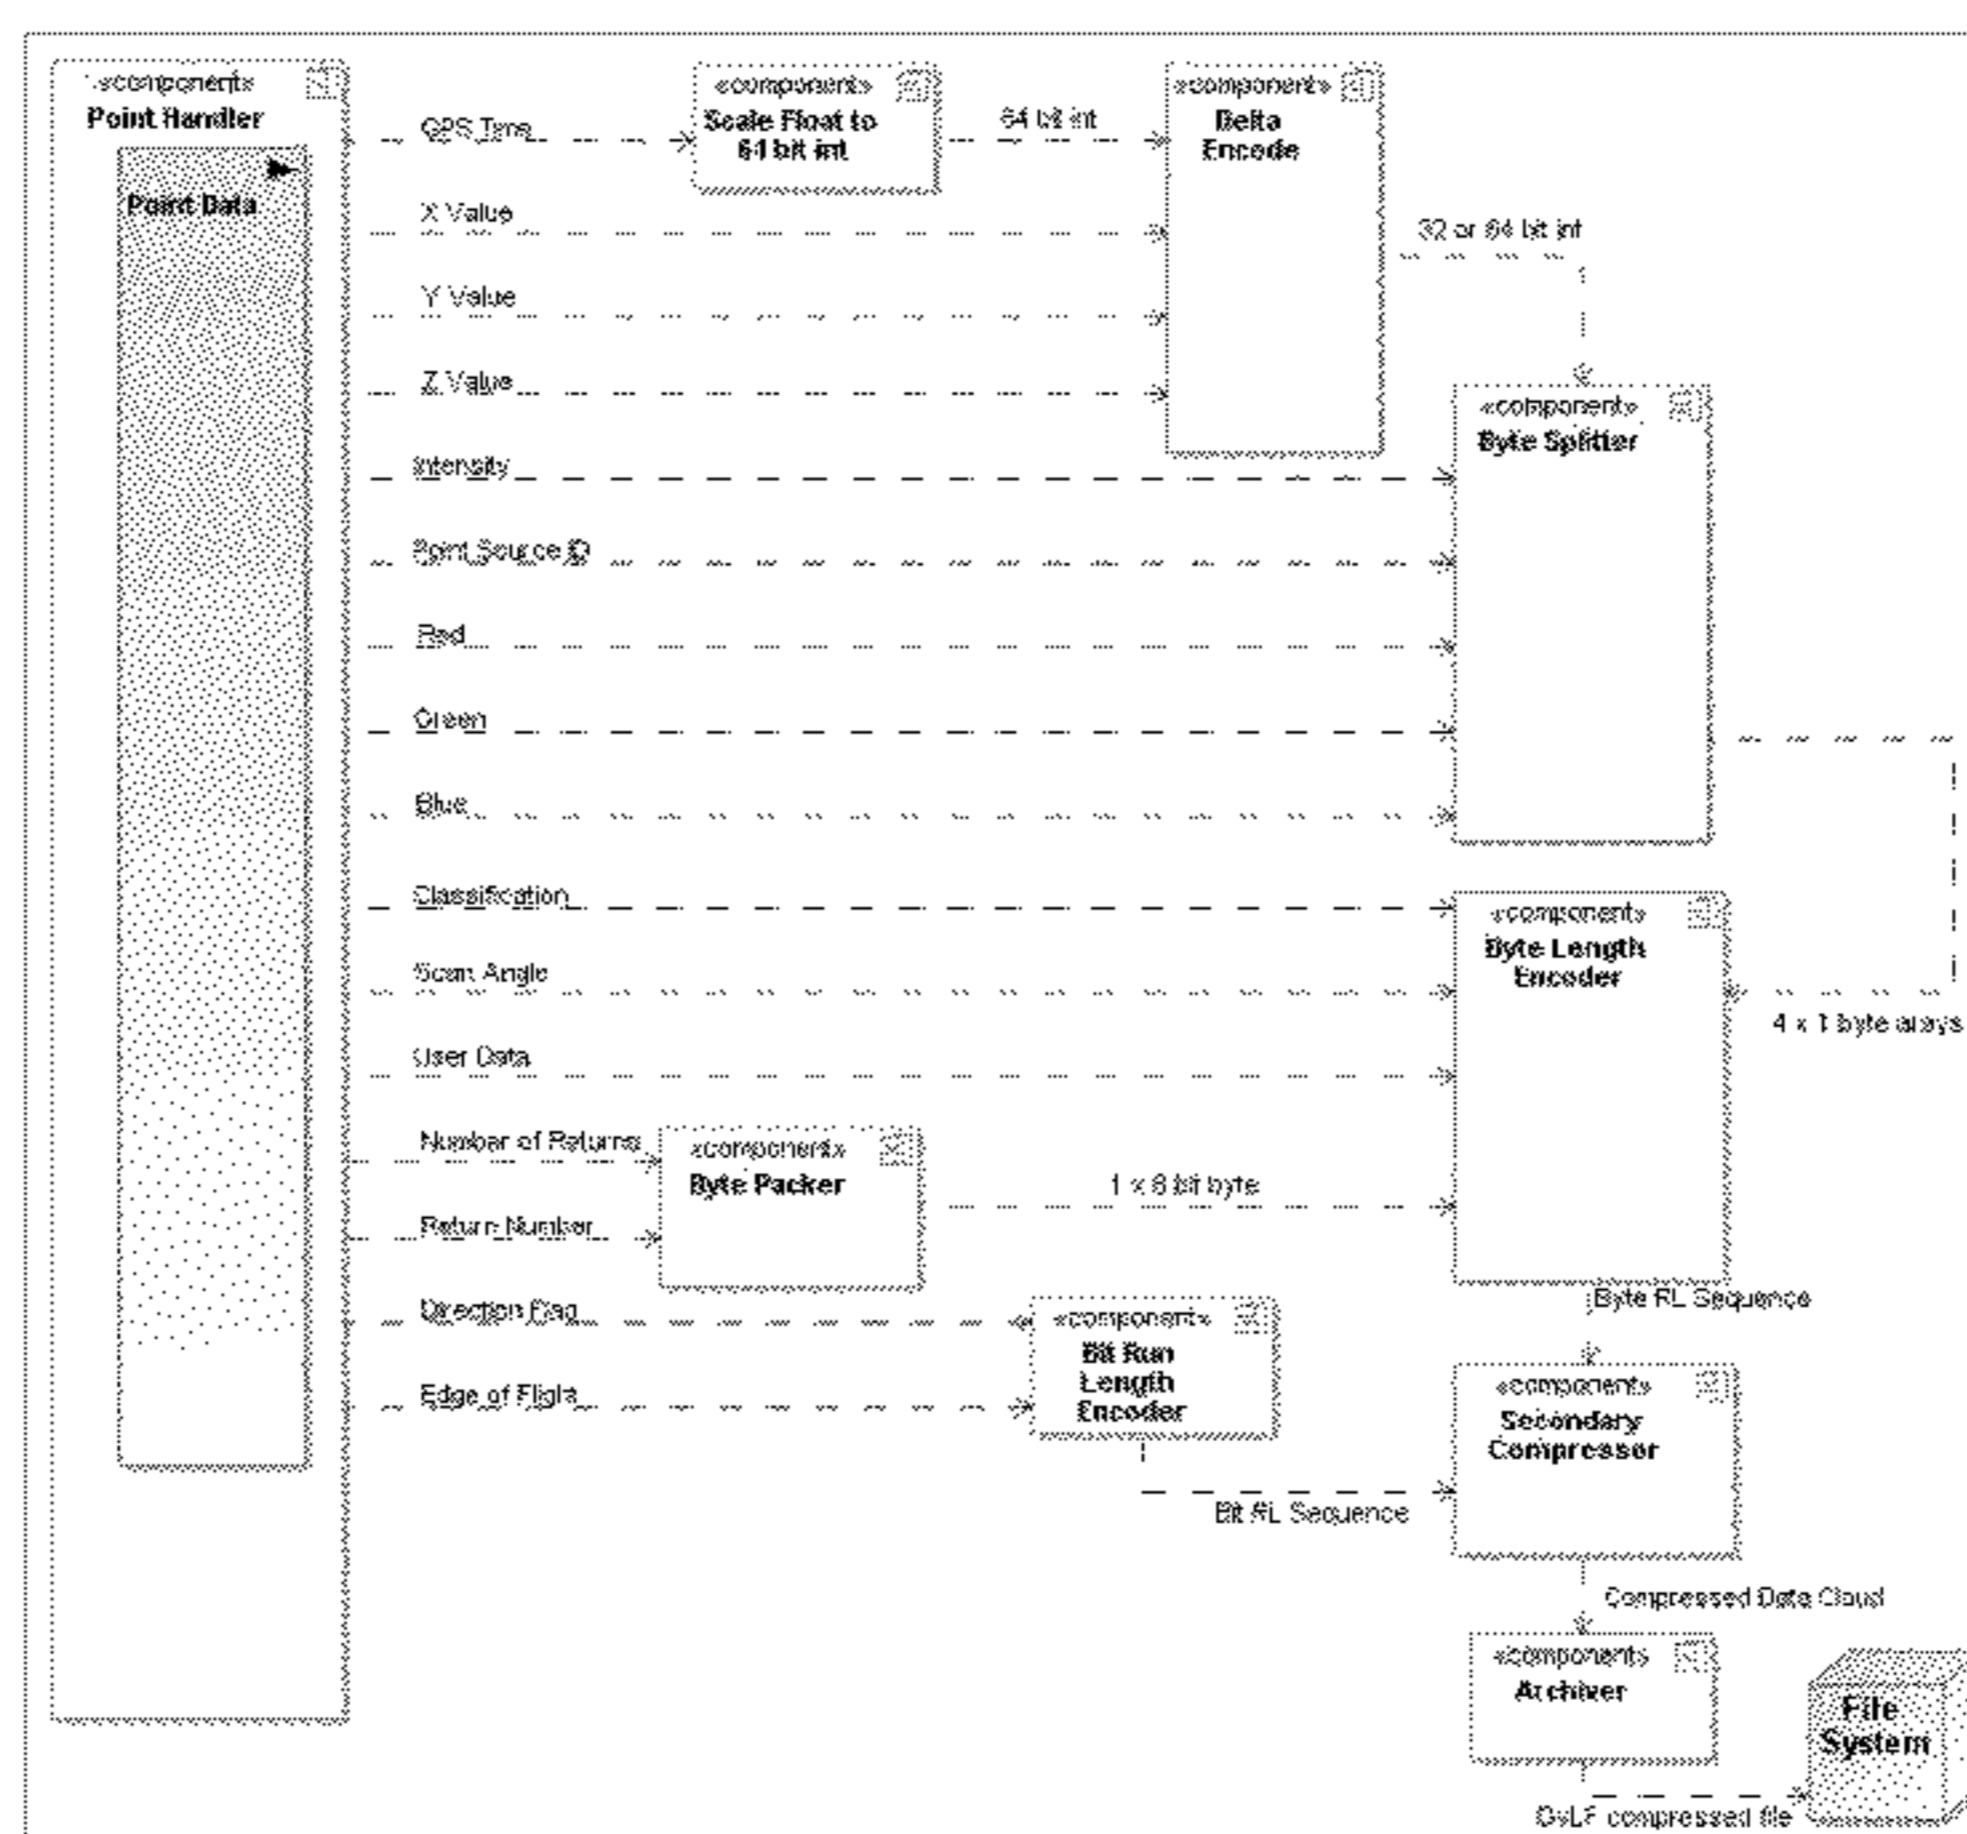 «component»
Point Handler
Point Data
GPS Time
«component»
Scale Float to
64 bit int
64 bit int
«component»
Delta
Encode
X Value
Y Value
Z Value
32 or 64 bit int
«component»
Byte Splitter
Intensity
Point Source ID
Red
Green
Blue
Classification
Scan Angle
User Data
«component»
Byte Length
Encoder
4 x 1 byte arays
Number of Returns
Return Number
«component»
Byte Packer
1 x 8 bit byte
Direction Flag
Edge of Flight
«component»
Bit Run
Length
Encoder
Byte RL Sequence
Bit RL Sequence
«component»
Secondary
Compressor
Compressed Data Cloud
«component»
Archiver
File
System
compressed file